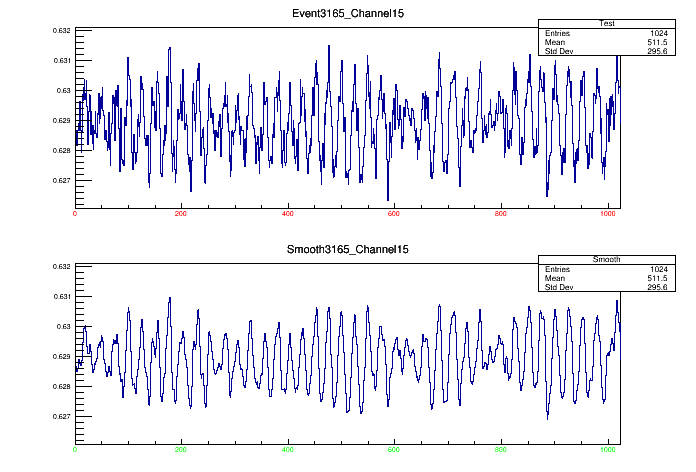 Event3165_Channel15
Test
Entries 1024
Mean 511.5
Std Dev 295.6
0.632
0.631
0.63
0.629
0.628
0.627
0 200 400 600 800 1000
Smooth3165_Channel15
Smooth
Entries 1024
Mean 511.5
Std Dev 295.6
0.632
0.631
0.63
0.629
0.628
0.627
0 200 400 600 800 1000